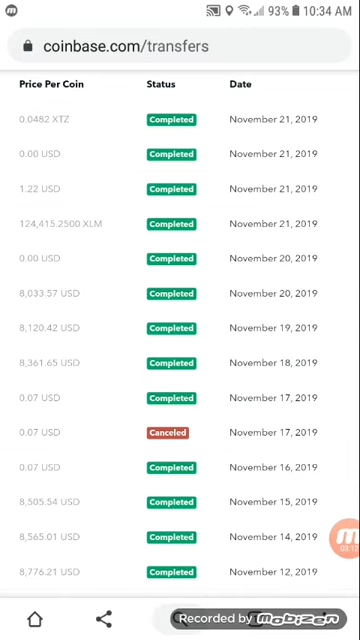 93% 10:34 AM
coinbase.com/transfers
Price Per Coin Status Date
0.0482 XTZ Completed November 21, 2019
0.00 USD Completed November 21, 2019
1.22 USD Completed November 21, 2019
124,415.2500 XLM Completed November 21, 2019
0.00 USD Completed November 20, 2019
8,033.57 USD Completed November 20, 2019
8,120.42 USD Completed November 19, 2019
8,361.65 USD Completed November 18, 2019
0.07 USD Completed November 17, 2019
0.07 USD Canceled November 17, 2019
0.07 USD Completed November 16, 2019
8,505.54 USD Completed November 15, 2019
8,565.01 USD Completed November 14, 2019
03:12
8,776.21 USD Completed November 12, 2019
Recorded by Mobizen